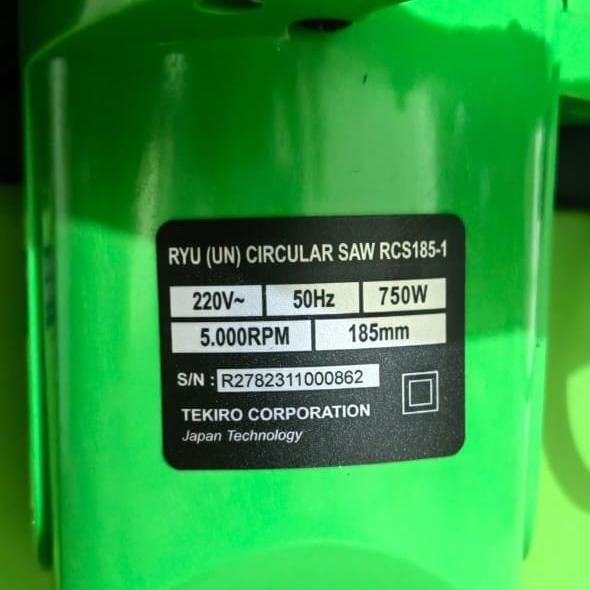 RYU (UN) CIRCULAR SAW RCS185-1
220V~ 50Hz 750W
5.000RPM 185mm
S/N : R2782311000862
TEKIRO CORPORATION
Japan Technology